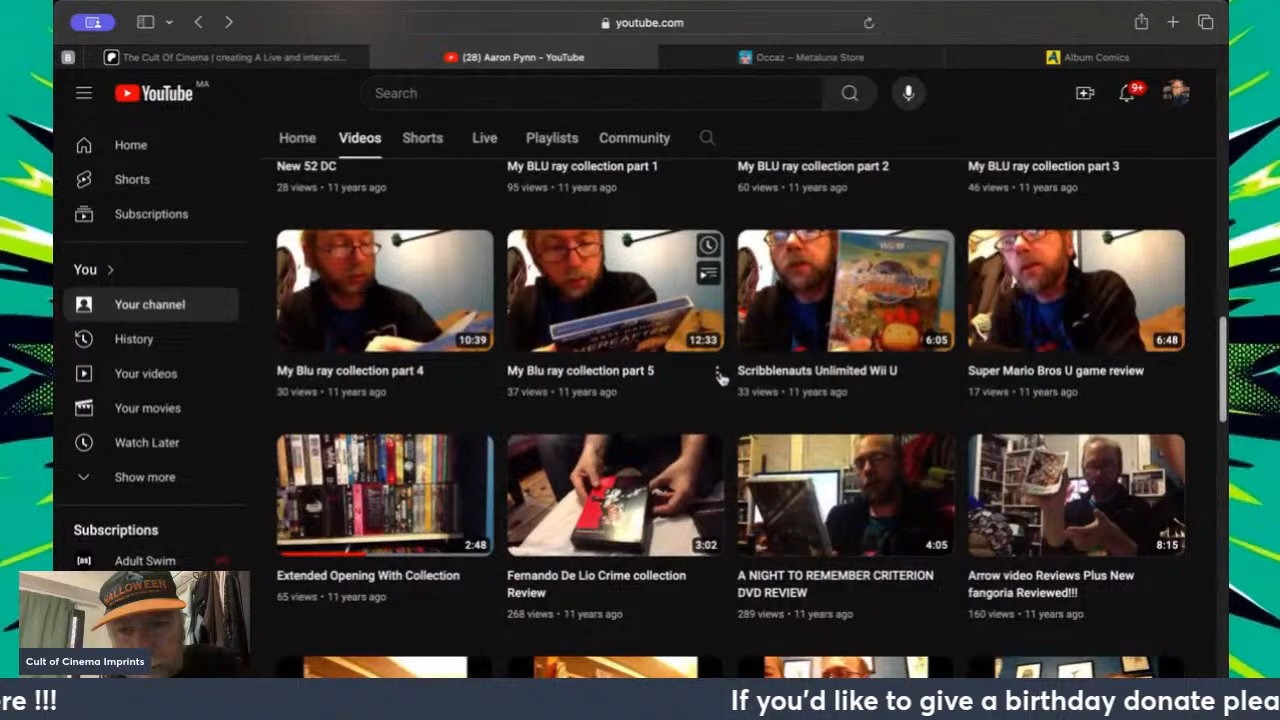 youtube.com
B
The Cult Of Cinema | creating A Live and interacti...
(28) Aaron Pynn - YouTube
Occaz – Metaluna Store
Album Comics
YouTube MA
Search
9+
Home Videos Shorts Live Playlists Community
Home
Shorts
Subscriptions
You
Your channel
History
Your videos
Your movies
Watch Later
Show more
Subscriptions
Adult Swim
New 52 DC
28 views • 11 years ago
My BLU ray collection part 1
95 views • 11 years ago
My BLU ray collection part 2
60 views • 11 years ago
My BLU ray collection part 3
46 views • 11 years ago
10:39
My Blu ray collection part 4
30 views • 11 years ago
12:33
My Blu ray collection part 5
37 views • 11 years ago
6:05
Scribblenauts Unlimited Wii U
33 views • 11 years ago
6:48
Super Mario Bros U game review
17 views • 11 years ago
2:48
Extended Opening With Collection
65 views • 11 years ago
3:02
Fernando De Lio Crime collection
Review
268 views • 11 years ago
4:05
A NIGHT TO REMEMBER CRITERION
DVD REVIEW
289 views • 11 years ago
8:15
Arrow video Reviews Plus New
fangoria Reviewed!!!
160 views • 11 years ago
HALLOWEEN
Cult of Cinema Imprints
re !!!
If you'd like to give a birthday donate plea